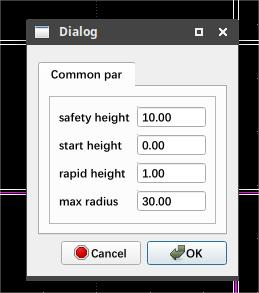 Dialog
Common par
safety height 10.00
start height 0.00
rapid height 1.00
max radius 30.00
Cancel OK